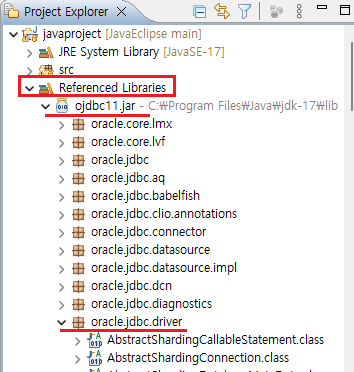 Project Explorer
javaproject [JavaEclipse main]
JRE System Library [JavaSE-17]
src
Referenced Libraries
ojdbc11.jar - C:₩Program Files₩Java₩jdk-17₩lib
oracle.core.lmx
oracle.core.lvf
oracle.jdbc
oracle.jdbc.aq
oracle.jdbc.babelfish
oracle.jdbc.clio.annotations
oracle.jdbc.connector
oracle.jdbc.datasource
oracle.jdbc.datasource.impl
oracle.jdbc.dcn
oracle.jdbc.diagnostics
oracle.jdbc.driver
AbstractShardingCallableStatement.class
AbstractShardingConnection.class